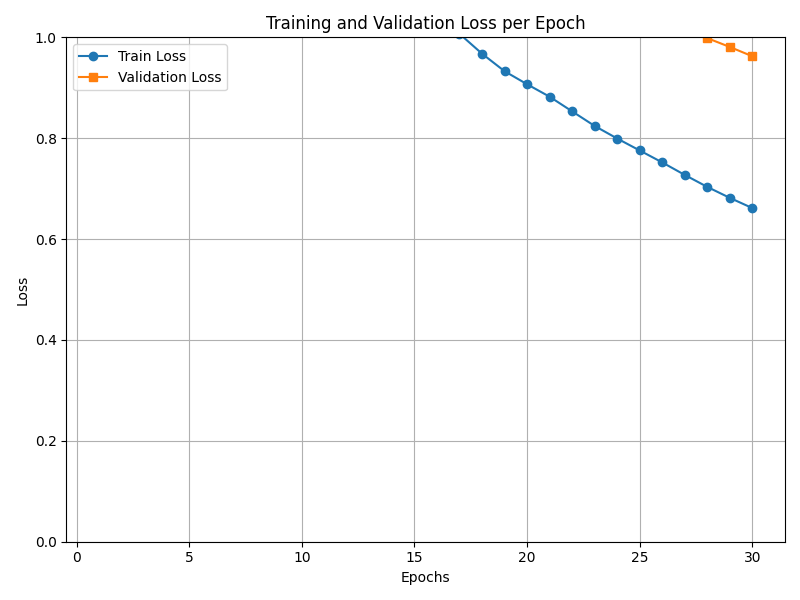 Training and Validation Loss per Epoch
Train Loss
Validation Loss
1.0
0.8
0.6
0.4
0.2
0.0
Loss
0 5 10 15 20 25 30
Epochs